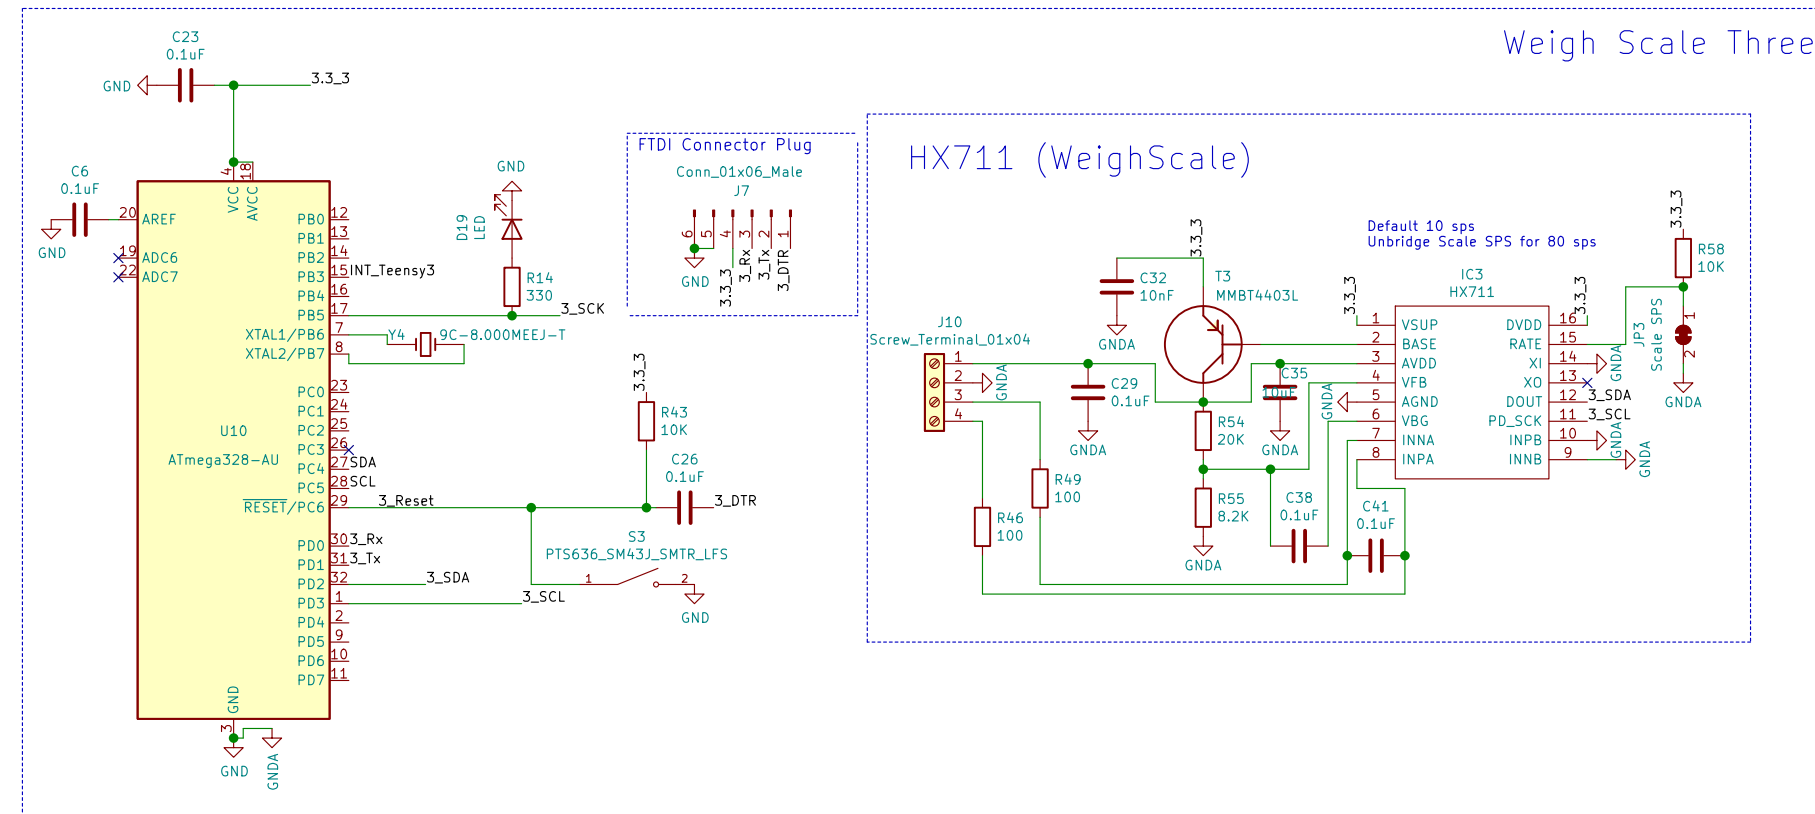 Weigh Scale Three
C23
0.1uF
GND
3.3_3
C6
0.1uF
GND
4
18
VCC
AVCC
20
AREF
19
ADC6
22
ADC7
PB0
12
PB1
13
PB2
14
PB3
15
INT_Teensy3
PB4
16
PB5
17
3_SCK
XTAL1/PB6
7
XTAL2/PB7
8
Y4
9C-8.000MEEJ-T
PC0
23
PC1
24
PC2
25
PC3
26
PC4
27
SDA
PC5
28
SCL
RESET/PC6
29
3_Reset
PD0
30
3_Rx
PD1
31
3_Tx
PD2
32
3_SDA
PD3
1
3_SCL
PD4
2
PD5
9
PD6
10
PD7
11
U10
ATmega328-AU
GND
3
GND
GNDA
GND
D19
LED
R14
330
3.3_3
R43
10K
C26
0.1uF
3_DTR
S3
PTS636_SM43J_SMTR_LFS
1
2
GND
FTDI Connector Plug
Conn_01x06_Male
J7
6
5
4
3
2
1
GND
3.3_3
3_Rx
3_Tx
3_DTR
HX711 (WeighScale)
J10
Screw_Terminal_01x04
1
2
3
4
GNDA
C29
0.1uF
GNDA
C32
10nF
GNDA
3.3_3
T3
MMBT4403L
R54
20K
R55
8.2K
GNDA
C35
10uF
GNDA
R49
100
R46
100
C38
0.1uF
C41
0.1uF
Default 10 sps
Unbridge Scale SPS for 80 sps
IC3
HX711
3.3_3
1
VSUP
2
BASE
3
AVDD
4
VFB
GNDA
5
AGND
6
VBG
7
INNA
8
INPA
3.3_3
DVDD
16
RATE
15
XI
14
GNDA
XO
13
DOUT
12
3_SDA
PD_SCK
11
3_SCL
INPB
10
GNDA
INNB
9
GNDA
3.3_3
R58
10K
JP3
Scale SPS
1
2
GNDA